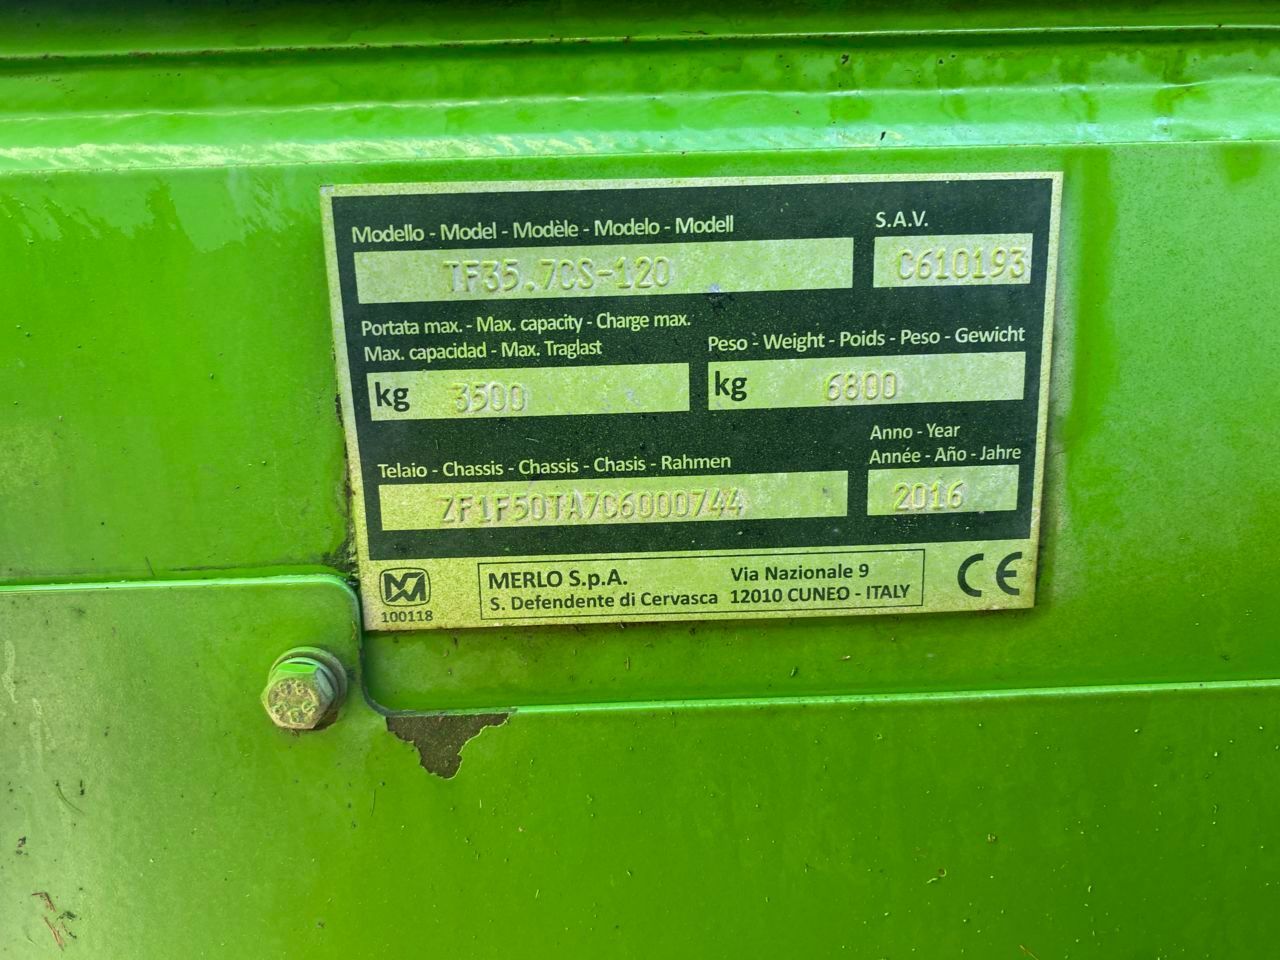 Modello - Model - Modèle - Modelo - Modell
S.A.V.
TF35.7CS-120
C610193
Portata max. - Max. capacity - Charge max.
Max. capacidad - Max. Traglast
Peso - Weight - Poids - Peso - Gewicht
kg 3500
kg 6800
Telaio - Chassis - Chassis - Chasis - Rahmen
Anno - Year
Année - Año - Jahre
ZF1F50TA7C6000744
2016
100118
MERLO S.p.A.
S. Defendente di Cervasca
Via Nazionale 9
12010 CUNEO - ITALY
CE